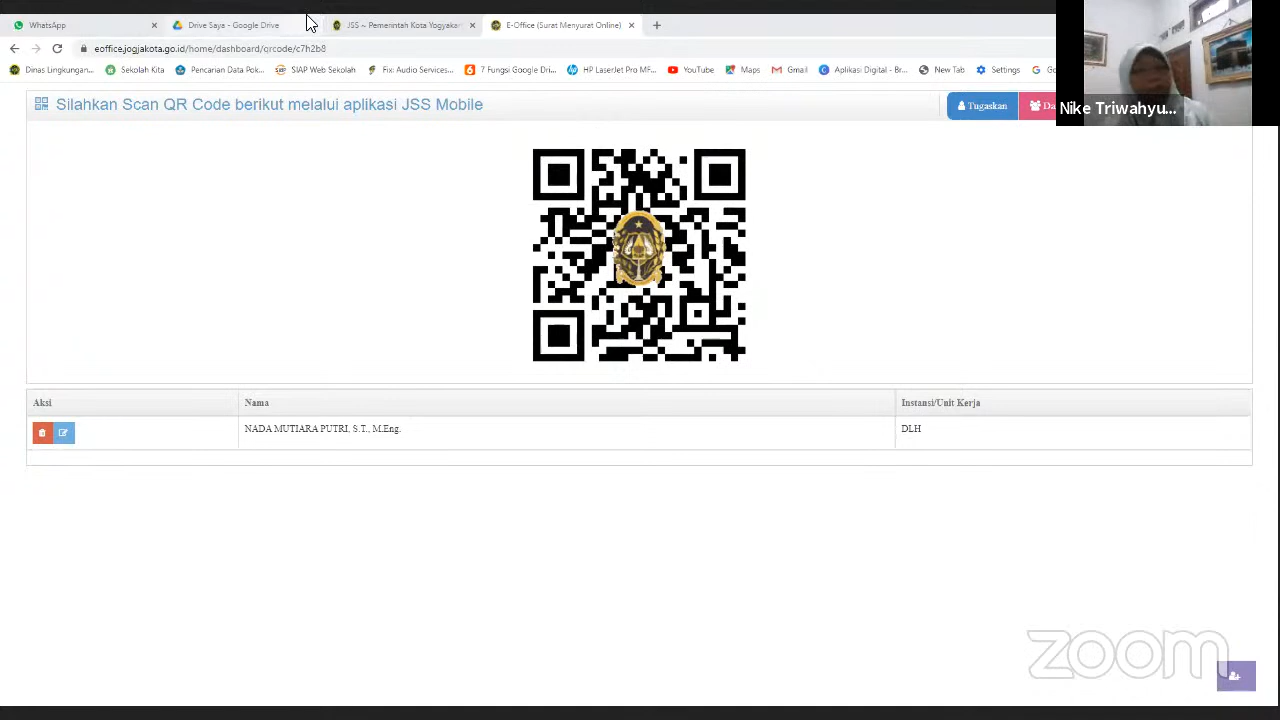 WhatsApp
Drive Saya - Google Drive
JSS ~ Pemerintah Kota Yogyakar
E-Office (Surat Menyurat Online)
eoffice.jogjakota.go.id/home/dashboard/qrcode/c7h2b8
Dinas Lingkungan...
Sekolah Kita
Pencarian Data Pok...
SIAP Web Sekolah
Audio Services...
7 Fungsi Google
HP LaserJet Pro MF...
YouTube
Maps
Gmail
Aplikasi Digital - Br...
New Tab
Settings
Go
Silahkan Scan QR Code berikut melalui aplikasi JSS Mobile
Tugaskan
Da
Nike Triwahyu...
Aksi
Nama
Instansi/Unit Kerja
NADA MUTIARA PUTRI, S.T., M.Eng.
DLH
zoom